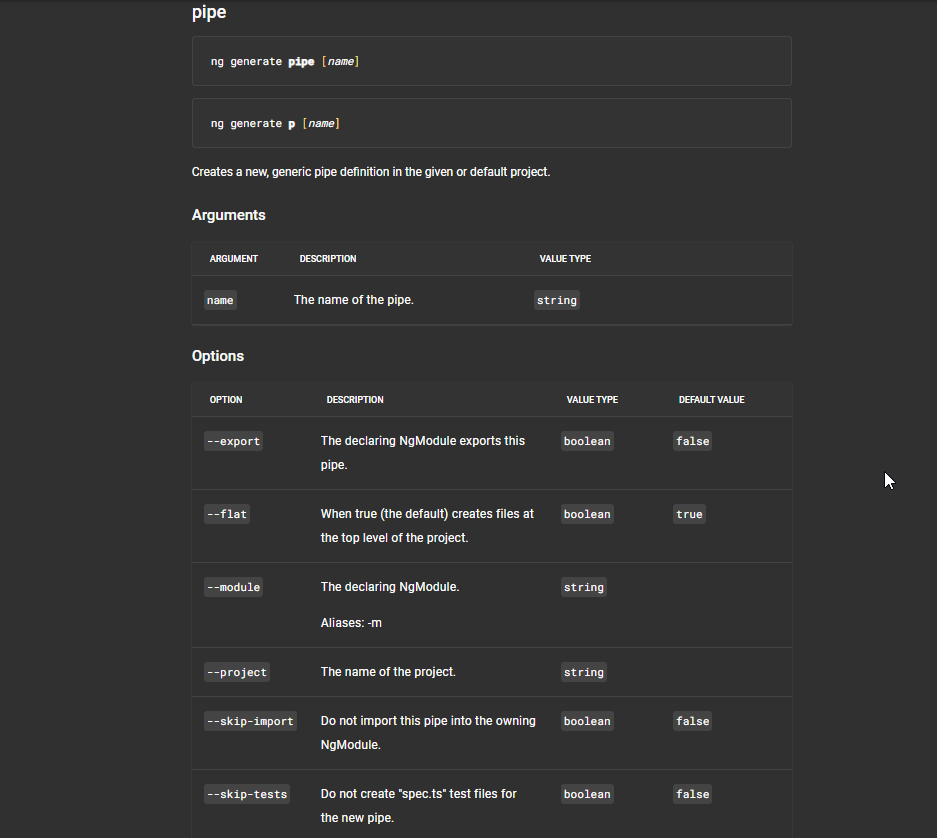 pipe
ng generate pipe [name]
ng generate p [name]
Creates a new, generic pipe definition in the given or default project.
Arguments
ARGUMENT DESCRIPTION VALUE TYPE
name The name of the pipe. string
Options
OPTION DESCRIPTION VALUE TYPE DEFAULT VALUE
--export The declaring NgModule exports this boolean false
pipe.
--flat When true (the default) creates files at boolean true
the top level of the project.
--module The declaring NgModule. string
Aliases: -m
--project The name of the project. string
--skip-import Do not import this pipe into the owning boolean false
NgModule.
--skip-tests Do not create "spec.ts" test files for boolean false
the new pipe.